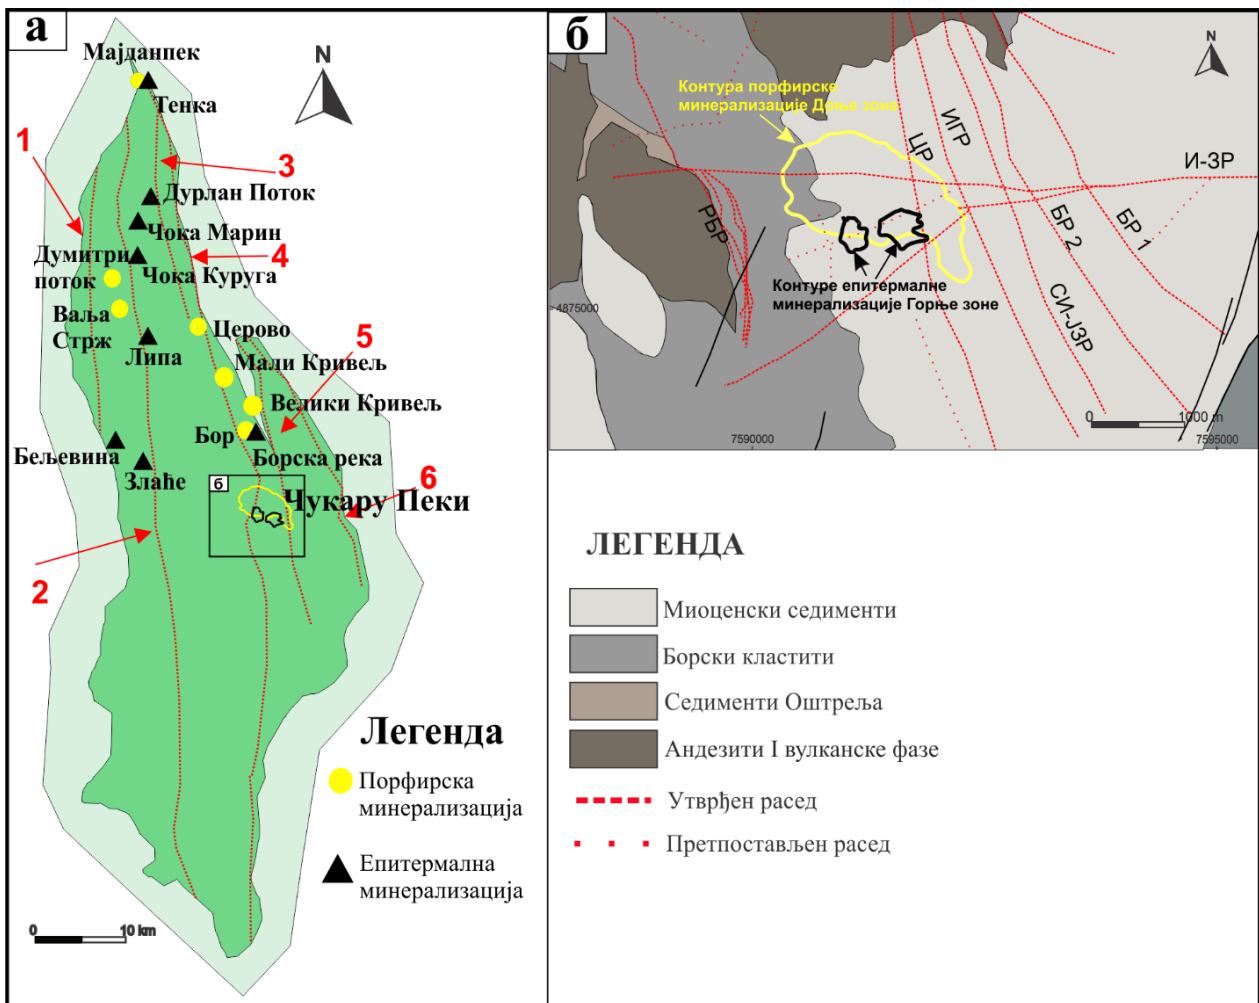 а
Мајданпек
N
Тенка
1
3
Дурлан Поток
Чока Марин
4
Думитри
поток
Чока Куруга
Ваља
Стрж
Церово
Липа
5
Мали Кривељ
Велики Кривељ
Бор
Борска река
Бељевина
Злаће
б
Чукару Пеки
6
2
Легенда
Порфирска
минерализација
Епитермална
минерализација
0 10 km
б
N
Контура порфирске
минерализације Доње зоне
ЦР
ИГР
И-ЗР
РБР
БР 2
БР 1
Контуре епитермалне
минерализације Горње зоне
4875000
СИ-ЈЗР
0 1000 m
7590000
7595000
ЛЕГЕНДА
Миоценски седименти
Борски кластити
Седименти Оштреља
Андезити I вулканске фазе
Утврђен расед
Претпостављен расед